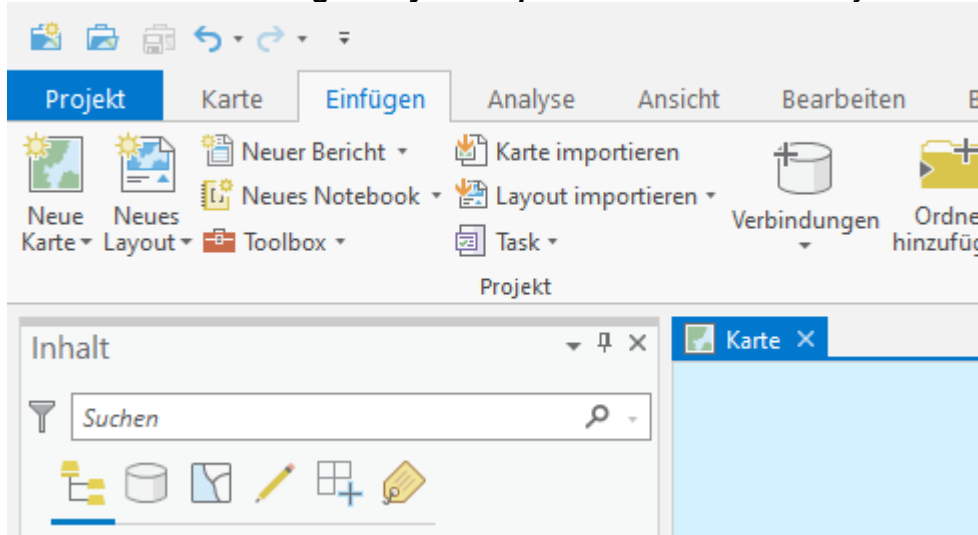 Projekt Karte Einfügen Analyse Ansicht Bearbeiten
Neue Karte
Neues Layout
Neuer Bericht
Neues Notebook
Toolbox
Karte importieren
Layout importieren
Task
Verbindungen
Projekt
Inhalt
Suchen
Karte